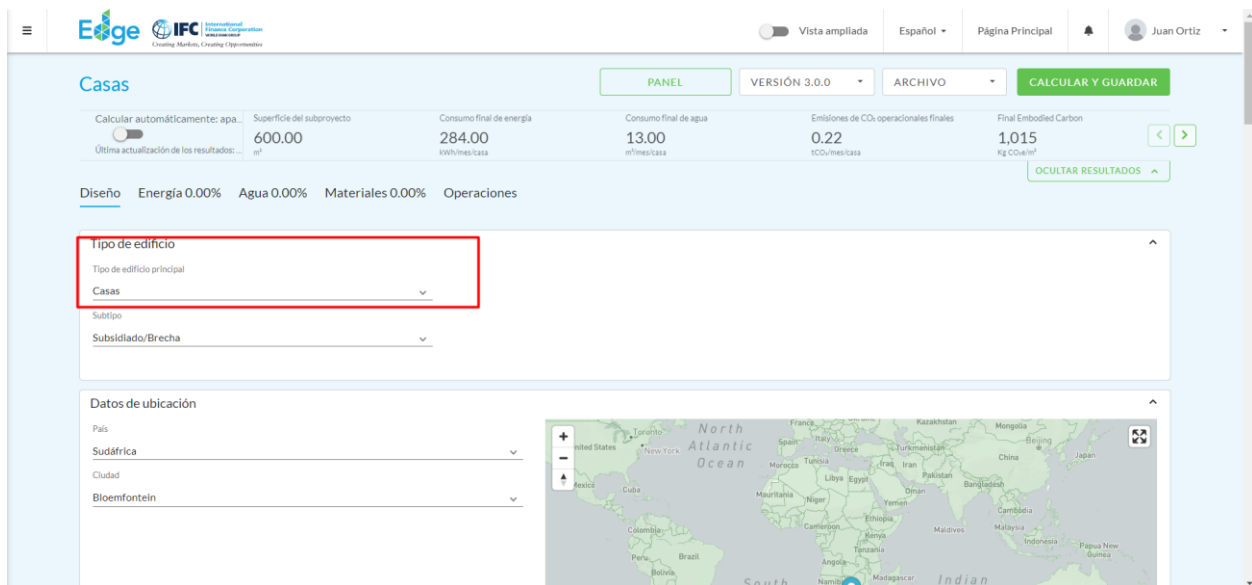 Edge IFC International Finance Corporation
WORLD BANK GROUP
Creating Markets, Creating Opportunities
Vista ampliada Español Página Principal Juan Ortiz
Casas
PANEL VERSIÓN 3.0.0 ARCHIVO CALCULAR Y GUARDAR
Calcular automáticamente: apa... Superficie del subproyecto Consumo final de energía Consumo final de agua Emisiones de CO₂ operacionales finales Final Embodied Carbon
600.00 284.00 13.00 0.22 1,015
Última actualización de los resultados: ... m² kWh/mes/casa m³/mes/casa tCO₂/mes/casa Kg CO₂e/m²
OCULTAR RESULTADOS
Diseño Energía 0.00% Agua 0.00% Materiales 0.00% Operaciones
Tipo de edificio
Tipo de edificio principal
Casas
Subtipo
Subsidiado/Brecha
Datos de ubicación
País
Sudáfrica
Ciudad
Bloemfontein
North
Atlantic
Ocean
Toronto
New York
nited States
Mexico
Cuba
Colombia
Peru
Brazil
Bolivia
France
Spain
Italy
Greece
Morocco
Tunisia
Libya
Egypt
Mauritania
Niger
Cameroon
Ethiopia
Kenya
Tanzania
Angola
Namibi
Madagascar
Kazakhstan
Turkmenistan
Iraq
Iran
Pakistan
Oman
Yemen
Mongolia
Beijing
China
Japan
Bangladesh
Cambodia
Malaysia
Maldives
Indonesia
Papua New
Guinea
South
Indian